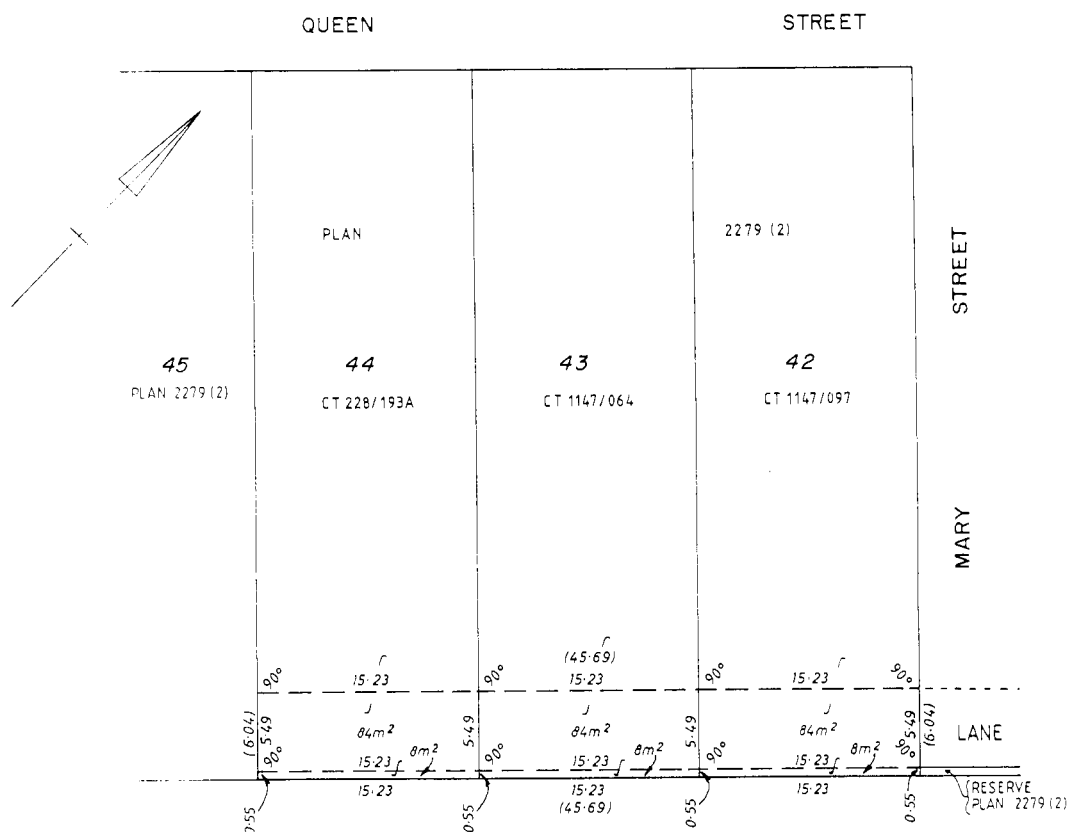 QUEEN STREET
PLAN 2279 (2)
STREET
45
PLAN 2279 (2)
44
CT 228/193A
43
CT 1147/064
42
CT 1147/097
MARY
(45·69)
90° 15·23 90° 15·23 90° 15·23 90°
(6·04) 5·49 84m² 5·49 84m² 5·49 84m² 5·49 (6·04)
LANE
90° 15·23 8m² 90° 15·23 8m² 90° 15·23 8m² 90°
15·23 15·23 15·23
(45·69)
0·55 0·55 0·55 0·55
RESERVE
PLAN 2279 (2)